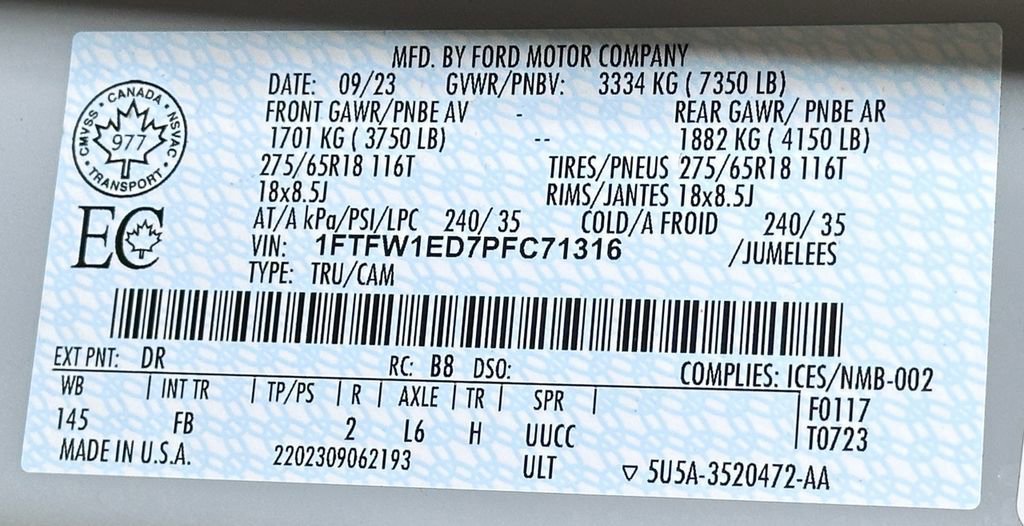 MFD. BY FORD MOTOR COMPANY
DATE: 09/23 GVWR/PNBV: 3334 KG ( 7350 LB)
FRONT GAWR/PNBE AV - REAR GAWR/ PNBE AR
1701 KG ( 3750 LB) -- 1882 KG ( 4150 LB)
275/65R18 116T TIRES/PNEUS 275/65R18 116T
18x8.5J RIMS/JANTES 18x8.5J
AT/A kPa/PSI/LPC 240/ 35 COLD/A FROID 240/ 35
VIN: 1FTFW1ED7PFC71316 /JUMELEES
TYPE: TRU/CAM
CANADA
CMVSS • NSVAC
977
TRANSPORT
EC
EXT PNT: DR RC: B8 DSO: COMPLIES: ICES/NMB-002
WB | INT TR | TP/PS | R | AXLE | TR | SPR | F0117
145 FB 2 L6 H UUCC T0723
MADE IN U.S.A. 2202309062193 ULT ▽ 5U5A-3520472-AA